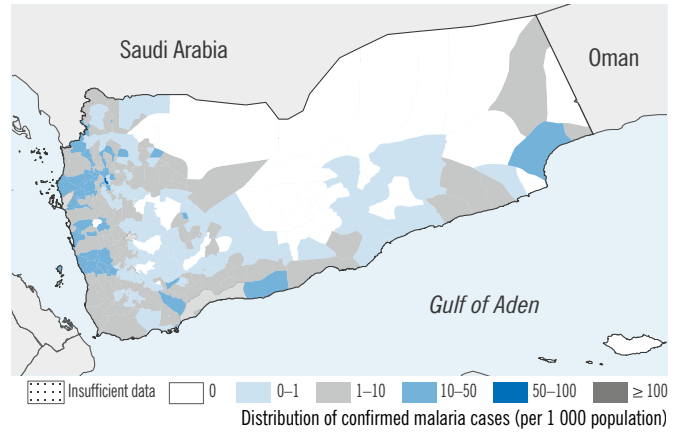 Saudi Arabia
Oman
Gulf of Aden
Insufficient data 0 0–1 1–10 10–50 50–100 ≥ 100
Distribution of confirmed malaria cases (per 1 000 population)